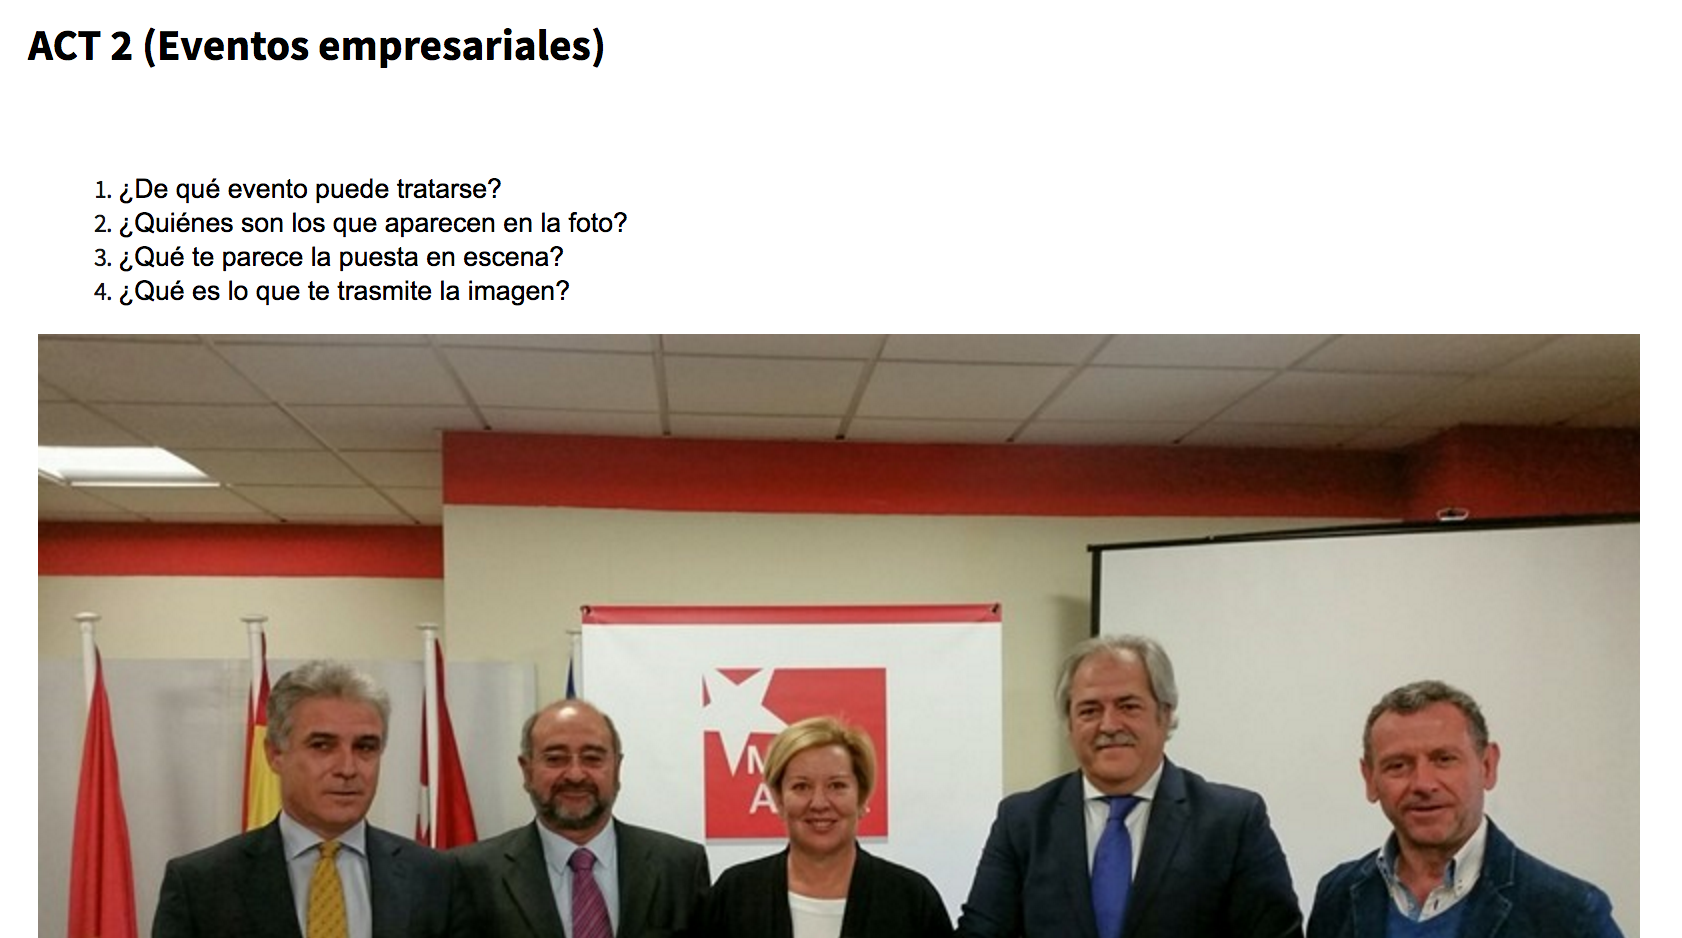 ACT 2 (Eventos empresariales)
1. ¿De qué evento puede tratarse?
2. ¿Quiénes son los que aparecen en la foto?
3. ¿Qué te parece la puesta en escena?
4. ¿Qué es lo que te trasmite la imagen?